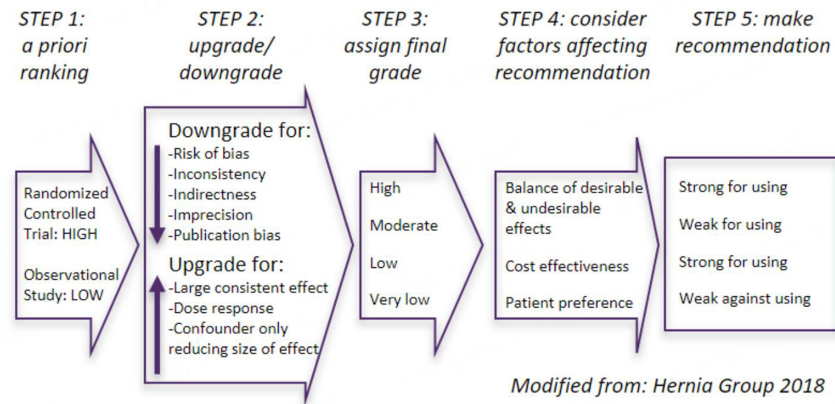 STEP 1:
a priori
ranking
STEP 2:
upgrade/
downgrade
STEP 3:
assign final
grade
STEP 4: consider
factors affecting
recommendation
STEP 5: make
recommendation
Randomized
Controlled
Trial: HIGH
Observational
Study: LOW
Downgrade for:
-Risk of bias
-Inconsistency
-Indirectness
-Imprecision
-Publication bias
Upgrade for:
-Large consistent effect
-Dose response
-Confounder only
reducing size of effect
High
Moderate
Low
Very low
Balance of desirable
& undesirable
effects
Cost effectiveness
Patient preference
Strong for using
Weak for using
Strong for using
Weak against using
Modified from: Hernia Group 2018